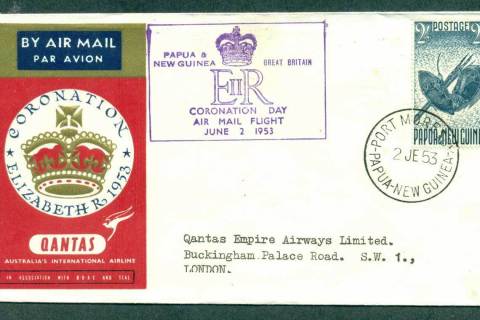 BY AIR MAIL
PAR AVION
CORONATION
ELIZABETH R. 1953
QANTAS
AUSTRALIA'S INTERNATIONAL AIRLINE
IN ASSOCIATION WITH B·O·A·C AND TEAL
PAPUA &
NEW GUINEA
GREAT BRITAIN
EIIR
CORONATION DAY
AIR MAIL FLIGHT
JUNE 2 1953
2/-
POSTAGE
PAPUA-NEW GUINEA
PORT MORESBY
2 JE 53
PAPUA-NEW GUINEA
Qantas Empire Airways Limited.
Buckingham Palace Road. S.W. 1.,
LONDON.